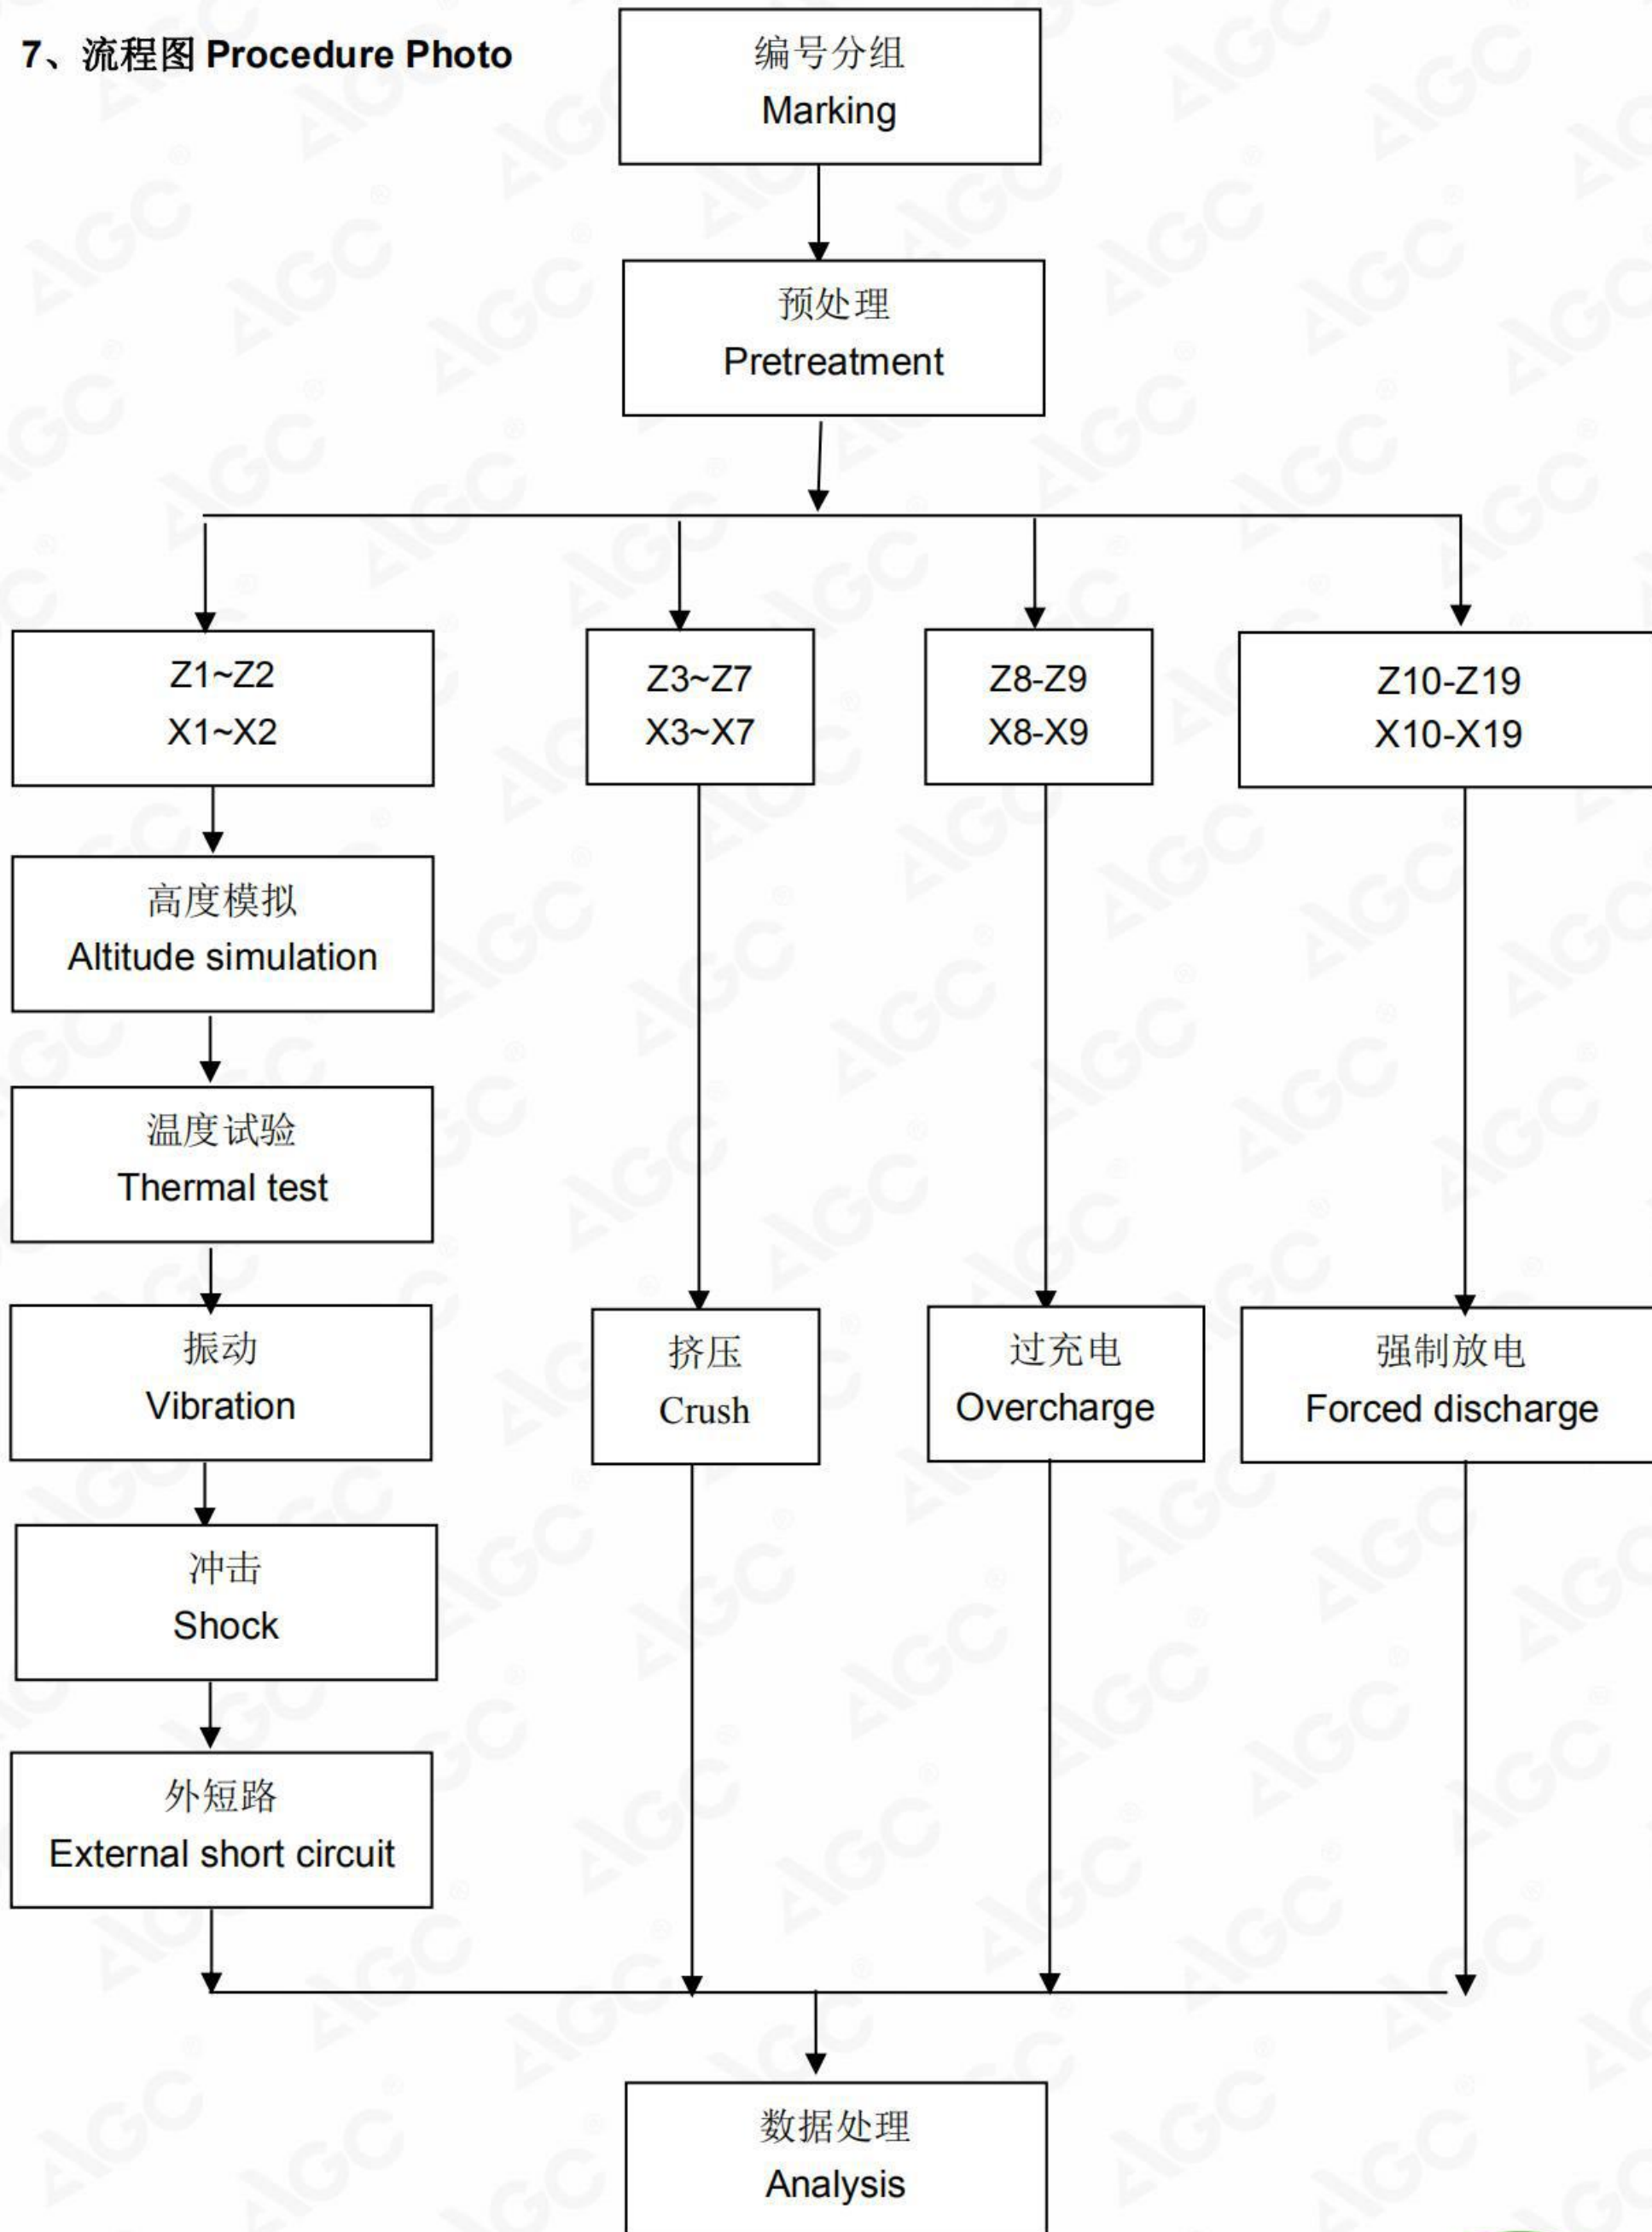 7、流程图 Procedure Photo
编号分组
Marking
预处理
Pretreatment
Z1~Z2
X1~X2
Z3~Z7
X3~X7
Z8-Z9
X8-X9
Z10-Z19
X10-X19
高度模拟
Altitude simulation
温度试验
Thermal test
振动
Vibration
挤压
Crush
过充电
Overcharge
强制放电
Forced discharge
冲击
Shock
外短路
External short circuit
数据处理
Analysis